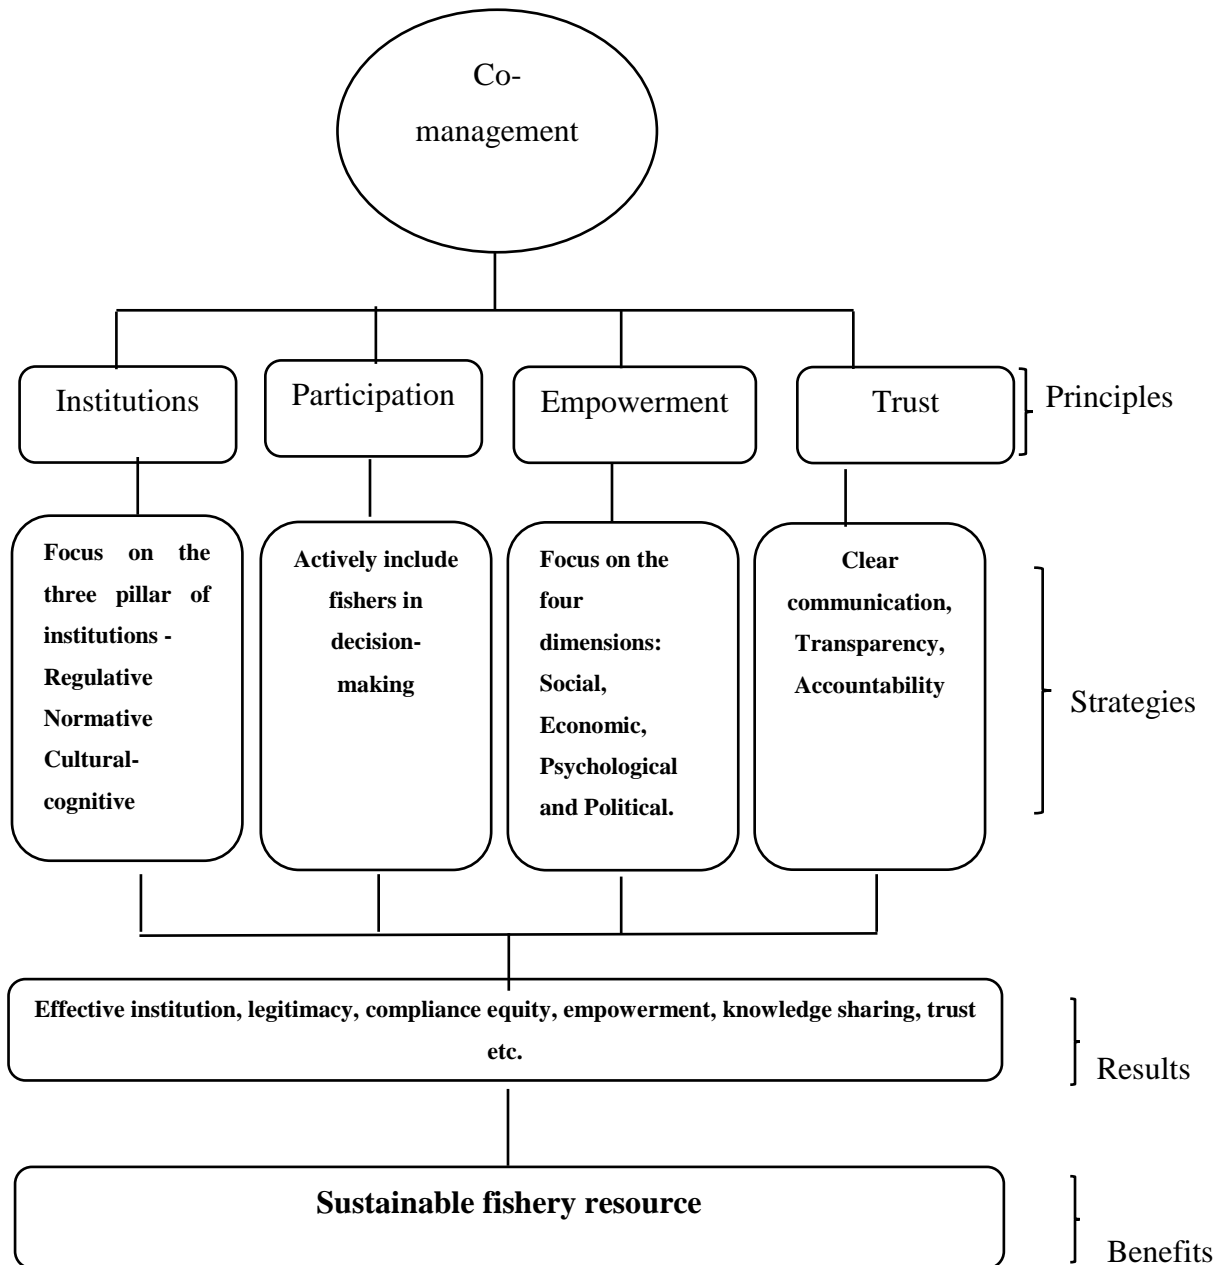 Co-
management
Institutions
Participation
Empowerment
Trust
Principles
Focus on the
three pillar of
institutions -
Regulative
Normative
Cultural-
cognitive
Actively include
fishers in
decision-
making
Focus on the
four
dimensions:
Social,
Economic,
Psychological
and Political.
Clear
communication,
Transparency,
Accountability
Strategies
Effective institution, legitimacy, compliance equity, empowerment, knowledge sharing, trust
etc.
Results
Sustainable fishery resource
Benefits